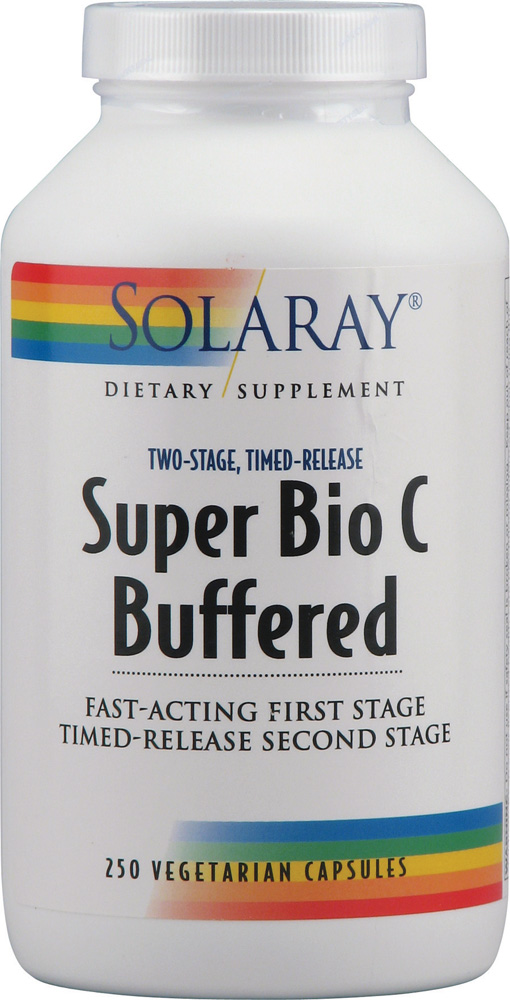 SOLARAY®
DIETARY SUPPLEMENT
TWO-STAGE, TIMED-RELEASE
Super Bio C
Buffered
FAST-ACTING FIRST STAGE
TIMED-RELEASE SECOND STAGE
250 VEGETARIAN CAPSULES